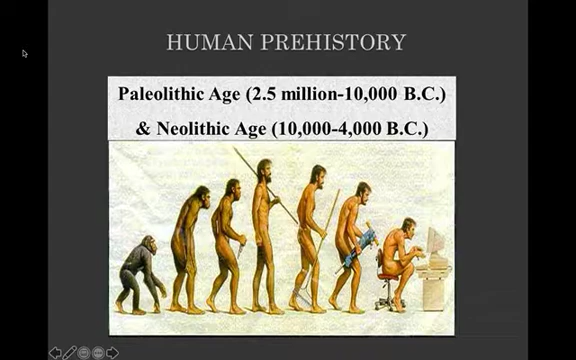 HUMAN PREHISTORY
Paleolithic Age (2.5 million-10,000 B.C.)
& Neolithic Age (10,000-4,000 B.C.)